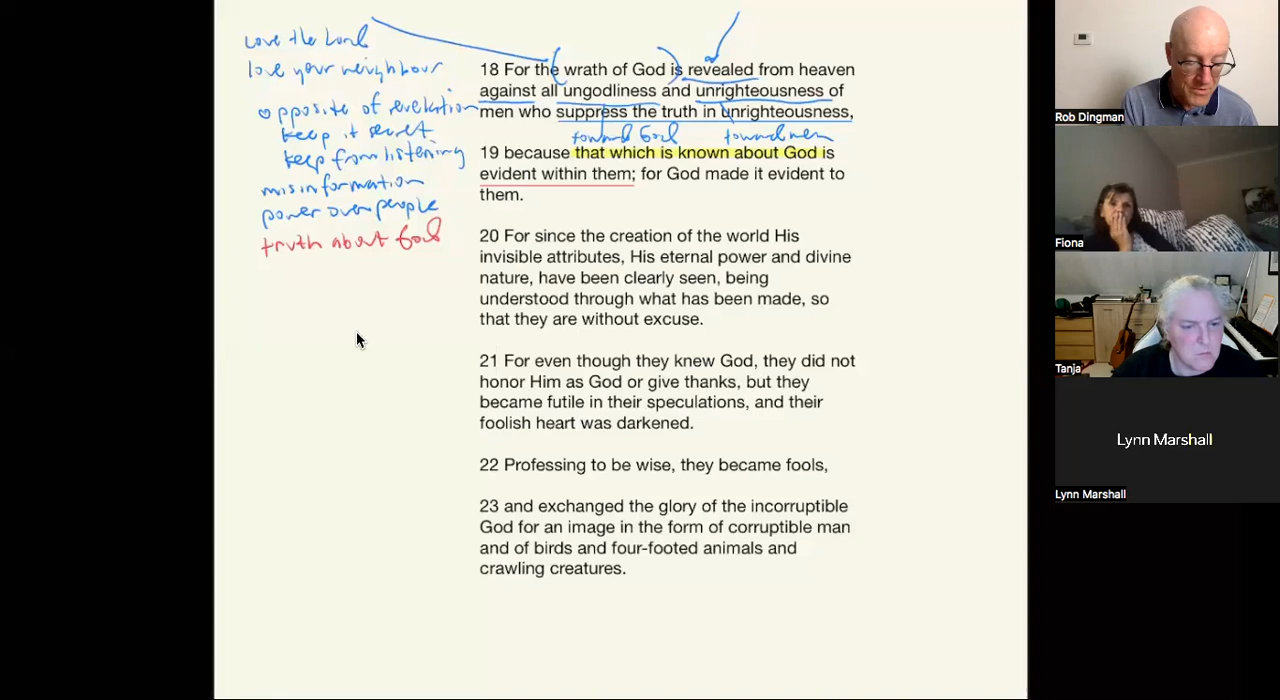 love the Lord
love your neighbour
opposite of revelation
keep it secret
keep from listening
misinformation
power over people
truth about God
18 For the wrath of God is revealed from heaven
against all ungodliness and unrighteousness of
men who suppress the truth in unrighteousness,
toward God toward men
19 because that which is known about God is
evident within them; for God made it evident to
them.
20 For since the creation of the world His
invisible attributes, His eternal power and divine
nature, have been clearly seen, being
understood through what has been made, so
that they are without excuse.
21 For even though they knew God, they did not
honor Him as God or give thanks, but they
became futile in their speculations, and their
foolish heart was darkened.
22 Professing to be wise, they became fools,
23 and exchanged the glory of the incorruptible
God for an image in the form of corruptible man
and of birds and four-footed animals and
crawling creatures.
Rob Dingman
Fiona
Tanja
Lynn Marshall
Lynn Marshall